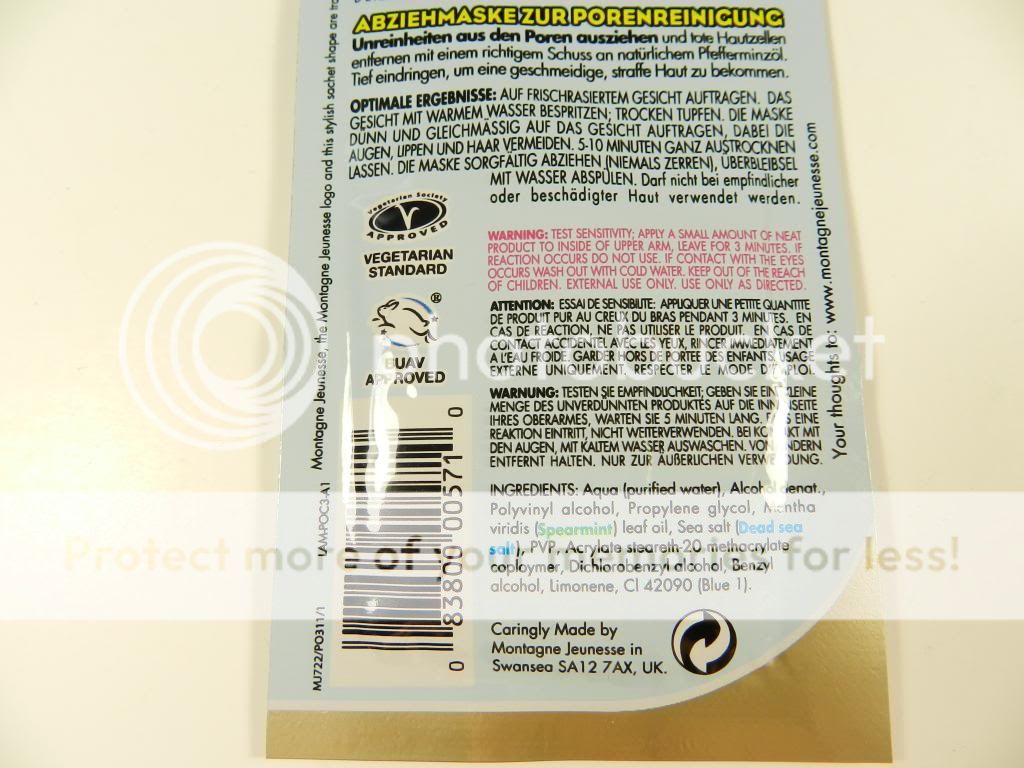 ABZIEHMASKE ZUR PORENREINIGUNG
Unreinheiten aus den Poren ausziehen und tote Hautzellen
entfernen mit einem richtigem Schuss an natürlichem Pfefferminzöl.
Tief eindringen, um eine geschmeidige, straffe Haut zu bekommen.
OPTIMALE ERGEBNISSE: AUF FRISCHRASIERTEM GESICHT AUFTRAGEN. DAS
GESICHT MIT WARMEM WASSER BESPRITZEN; TROCKEN TUPFEN. DIE MASKE
DÜNN UND GLEICHMÄSSIG AUF DAS GESICHT AUFTRAGEN, DABEI DIE
AUGEN, LIPPEN UND HAAR VERMEIDEN. 5-10 MINUTEN GANZ AUSTROCKNEN
LASSEN. DIE MASKE SORGFÄLTIG ABZIEHEN (NIEMALS ZERREN), ÜBERBLEIBSEL
MIT WASSER ABSPÜLEN. Darf nicht bei empfindlicher
oder beschädigter Haut verwendet werden.
Vegetarian Society
APPROVED
VEGETARIAN
STANDARD
®
BUAV
APPROVED
WARNING: TEST SENSITIVITY; APPLY A SMALL AMOUNT OF NEAT
PRODUCT TO INSIDE OF UPPER ARM, LEAVE FOR 3 MINUTES. IF
REACTION OCCURS DO NOT USE. IF CONTACT WITH THE EYES
OCCURS WASH OUT WITH COLD WATER. KEEP OUT OF THE REACH
OF CHILDREN. EXTERNAL USE ONLY. USE ONLY AS DIRECTED.
ATTENTION: ESSAI DE SENSIBILITE: APPLIQUER UNE PETITE QUANTITE
DE PRODUIT PUR AU CREUX DU BRAS PENDANT 3 MINUTES. EN
CAS DE REACTION, NE PAS UTILISER LE PRODUIT. EN CAS DE
CONTACT ACCIDENTEL AVEC LES YEUX, RINCER IMMEDIATEMENT
A L'EAU FROIDE. GARDER HORS DE PORTEE DES ENFANTS. USAGE
EXTERNE UNIQUEMENT. RESPECTER LE MODE D'EMPLOI.
WARNUNG: TESTEN SIE EMPFINDLICHKEIT; GEBEN SIE EINE KLEINE
MENGE DES UNVERDÜNNTEN PRODUKTES AUF DIE INNENSEITE
IHRES OBERARMES, WARTEN SIE 5 MINUTEN LANG. FALLS EINE
REAKTION EINTRITT, NICHT WEITERVERWENDEN. BEI KONTAKT MIT
DEN AUGEN, MIT KALTEM WASSER AUSWASCHEN. VON KINDERN
ENTFERNT HALTEN. NUR ZUR ÄUßERLICHEN VERWENDUNG.
INGREDIENTS: Aqua (purified water), Alcohol denat.,
Polyvinyl alcohol, Propylene glycol, Mentha
viridis (Spearmint) leaf oil, Sea salt (Dead sea
salt), PVP, Acrylate steareth-20 methacrylate
coploymer, Dichlorobenzyl alcohol, Benzyl
alcohol, Limonene, CI 42090 (Blue 1).
Caringly Made by
Montagne Jeunesse in
Swansea SA12 7AX, UK.
0 83800 00571 0
MJ722/PO311/1 LAM-POC3-A1 Montagne Jeunesse, the Montagne Jeunesse logo and this stylish sachet shape are
Your thoughts to: www.montagnejeunesse.com
photobucket
Protect more of your memories for less!